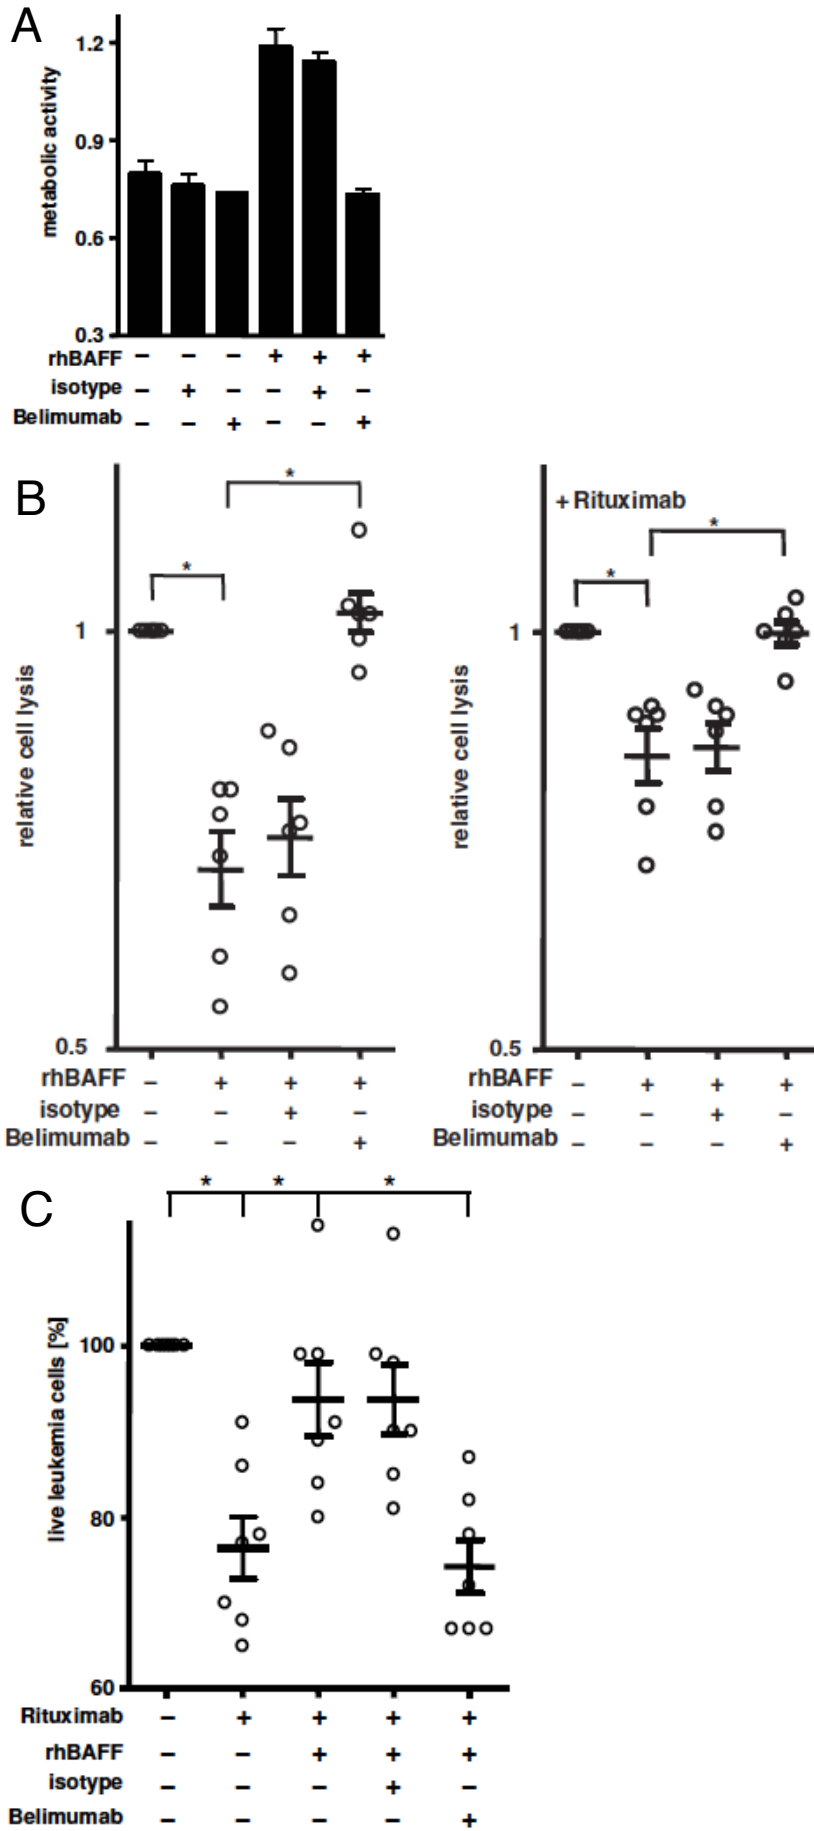 A
metabolic activity
1.2
0.9
0.6
0.3
rhBAFF – – – + + +
isotype – + – – + –
Belimumab – – + – – +
B
relative cell lysis
*
*
1
0.5
rhBAFF – + + +
isotype – – + –
Belimumab – – – +
+ Rituximab
relative cell lysis
*
*
1
0.5
rhBAFF – + + +
isotype – – + –
Belimumab – – – +
C
* * *
live leukemia cells [%]
100
80
60
Rituximab – + + + +
rhBAFF – – + + +
isotype – – – + –
Belimumab – – – – +